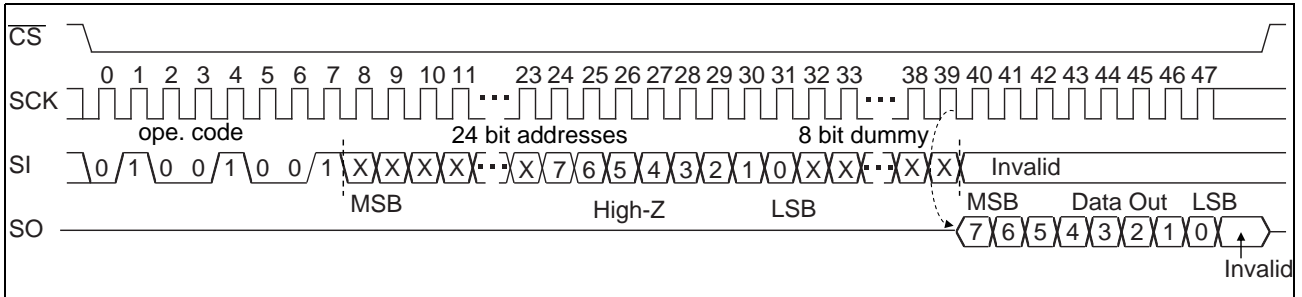 CS
0 1 2 3 4 5 6 7 8 9 10 11 23 24 25 26 27 28 29 30 31 32 33 38 39 40 41 42 43 44 45 46 47
SCK
ope. code 24 bit addresses 8 bit dummy
SI 0 1 0 0 1 0 0 1 X X X X X 7 6 5 4 3 2 1 0 X X X X Invalid
MSB High-Z LSB MSB Data Out LSB
SO 7 6 5 4 3 2 1 0
Invalid